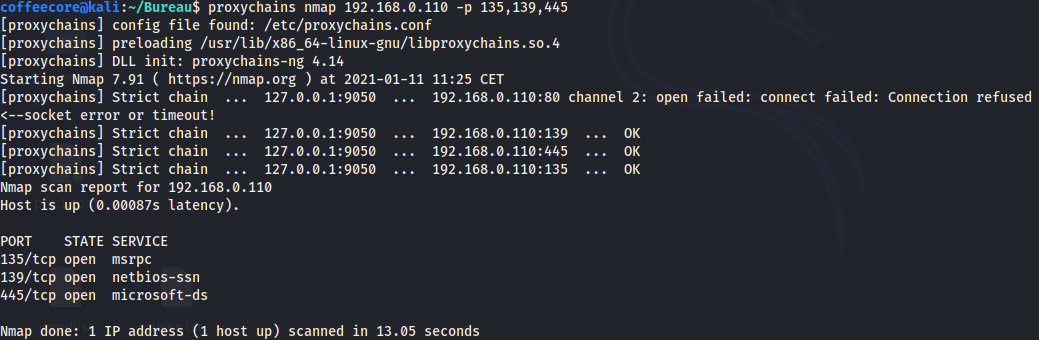 coffeecore@kali:~/Bureau$ proxychains nmap 192.168.0.110 -p 135,139,445
[proxychains] config file found: /etc/proxychains.conf
[proxychains] preloading /usr/lib/x86_64-linux-gnu/libproxychains.so.4
[proxychains] DLL init: proxychains-ng 4.14
Starting Nmap 7.91 ( https://nmap.org ) at 2021-01-11 11:25 CET
[proxychains] Strict chain  ...  127.0.0.1:9050  ...  192.168.0.110:80 channel 2: open failed: connect failed: Connection refused
<--socket error or timeout!
[proxychains] Strict chain  ...  127.0.0.1:9050  ...  192.168.0.110:139  ...  OK
[proxychains] Strict chain  ...  127.0.0.1:9050  ...  192.168.0.110:445  ...  OK
[proxychains] Strict chain  ...  127.0.0.1:9050  ...  192.168.0.110:135  ...  OK
Nmap scan report for 192.168.0.110
Host is up (0.00087s latency).
PORT    STATE SERVICE
135/tcp open  msrpc
139/tcp open  netbios-ssn
445/tcp open  microsoft-ds
Nmap done: 1 IP address (1 host up) scanned in 13.05 seconds